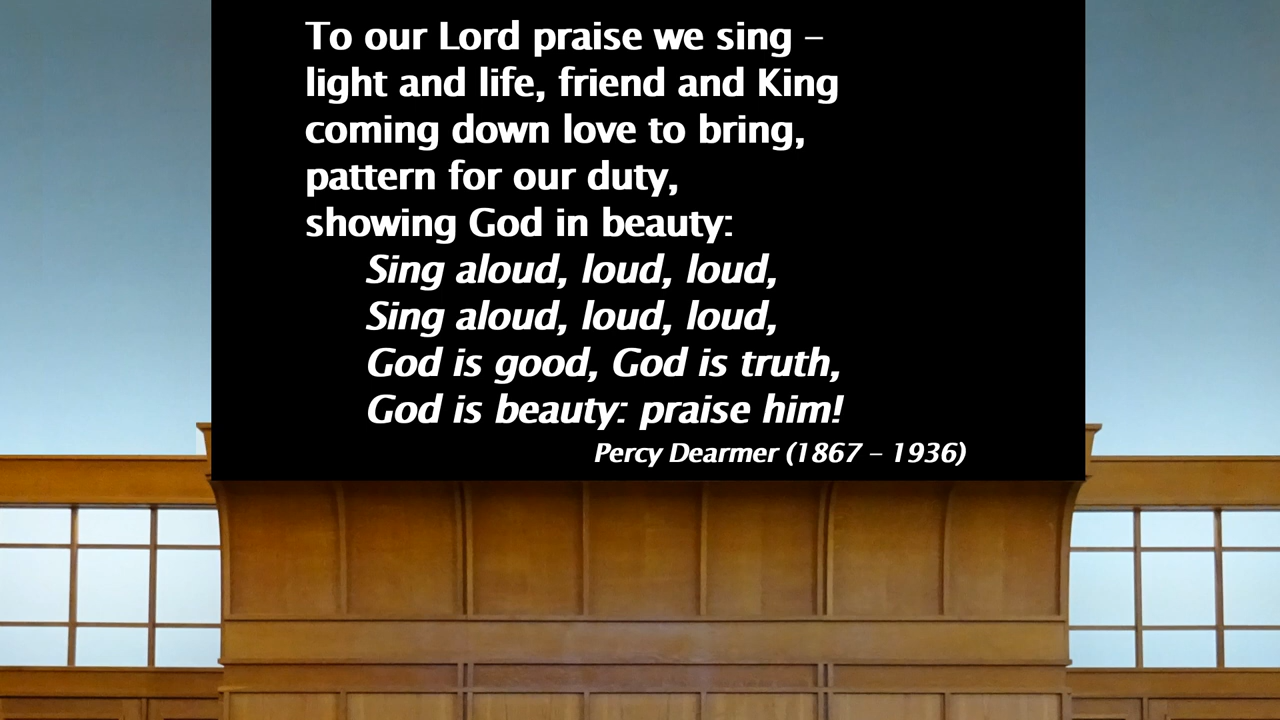 To our Lord praise we sing –
light and life, friend and King
coming down love to bring,
pattern for our duty,
showing God in beauty:
Sing aloud, loud, loud,
Sing aloud, loud, loud,
God is good, God is truth,
God is beauty: praise him!
Percy Dearmer (1867 – 1936)